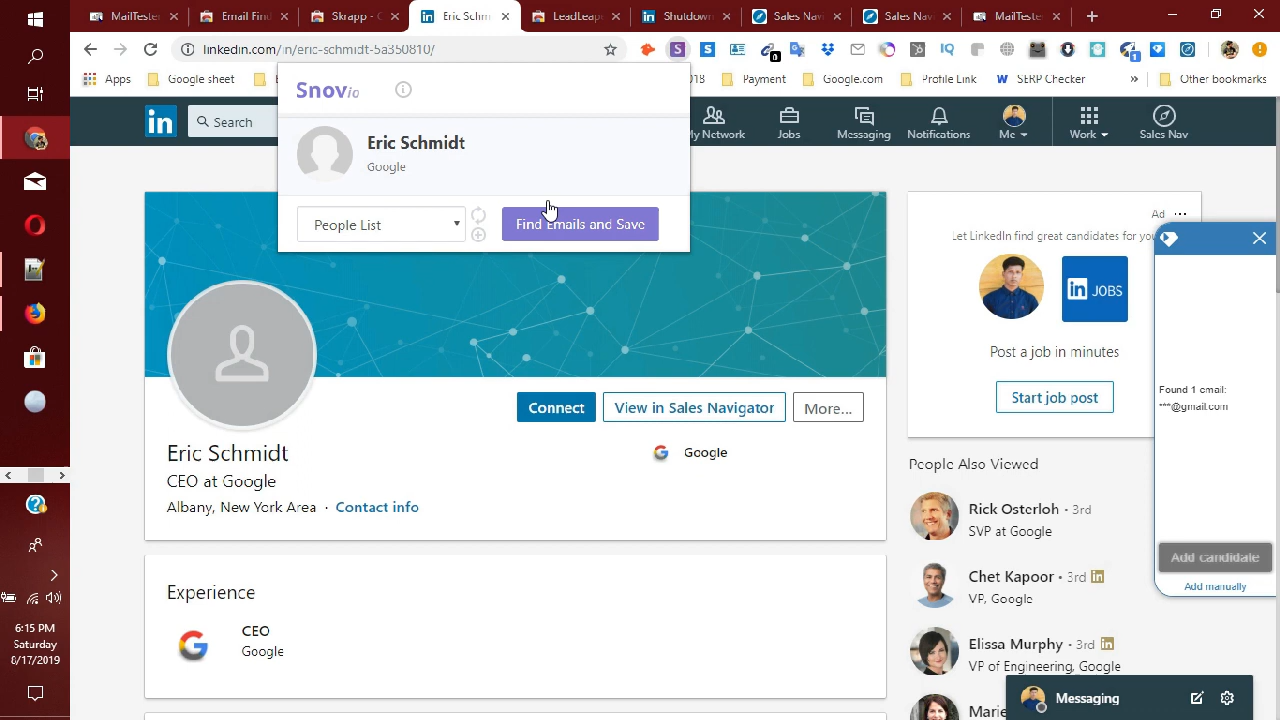 MailTeste
Email Find
Skrapp - C
Eric Schm
LeadLeap
Shutdown
Sales Nav
Sales Nav
MailTeste
linkedin.com/in/eric-schmidt-5a350810/
Apps
Google sheet
2018
Payment
Google.com
Profile Link
SERP Checker
Other bookmarks
Search
My Network
Jobs
Messaging
Notifications
Me
Work
Sales Nav
Snovio
Eric Schmidt
Google
People List
Find Emails and Save
Connect
View in Sales Navigator
More...
Eric Schmidt
CEO at Google
Albany, New York Area · Contact info
Google
Experience
CEO
Google
Ad ...
Let LinkedIn find great candidates for you
in JOBS
Post a job in minutes
Start job post
People Also Viewed
Rick Osterloh • 3rd
SVP at Google
Chet Kapoor • 3rd
VP, Google
Elissa Murphy • 3rd
VP of Engineering, Google
Found 1 email:
***@gmail.com
Add candidate
Add manually
Messaging
6:15 PM
Saturday
8/17/2019